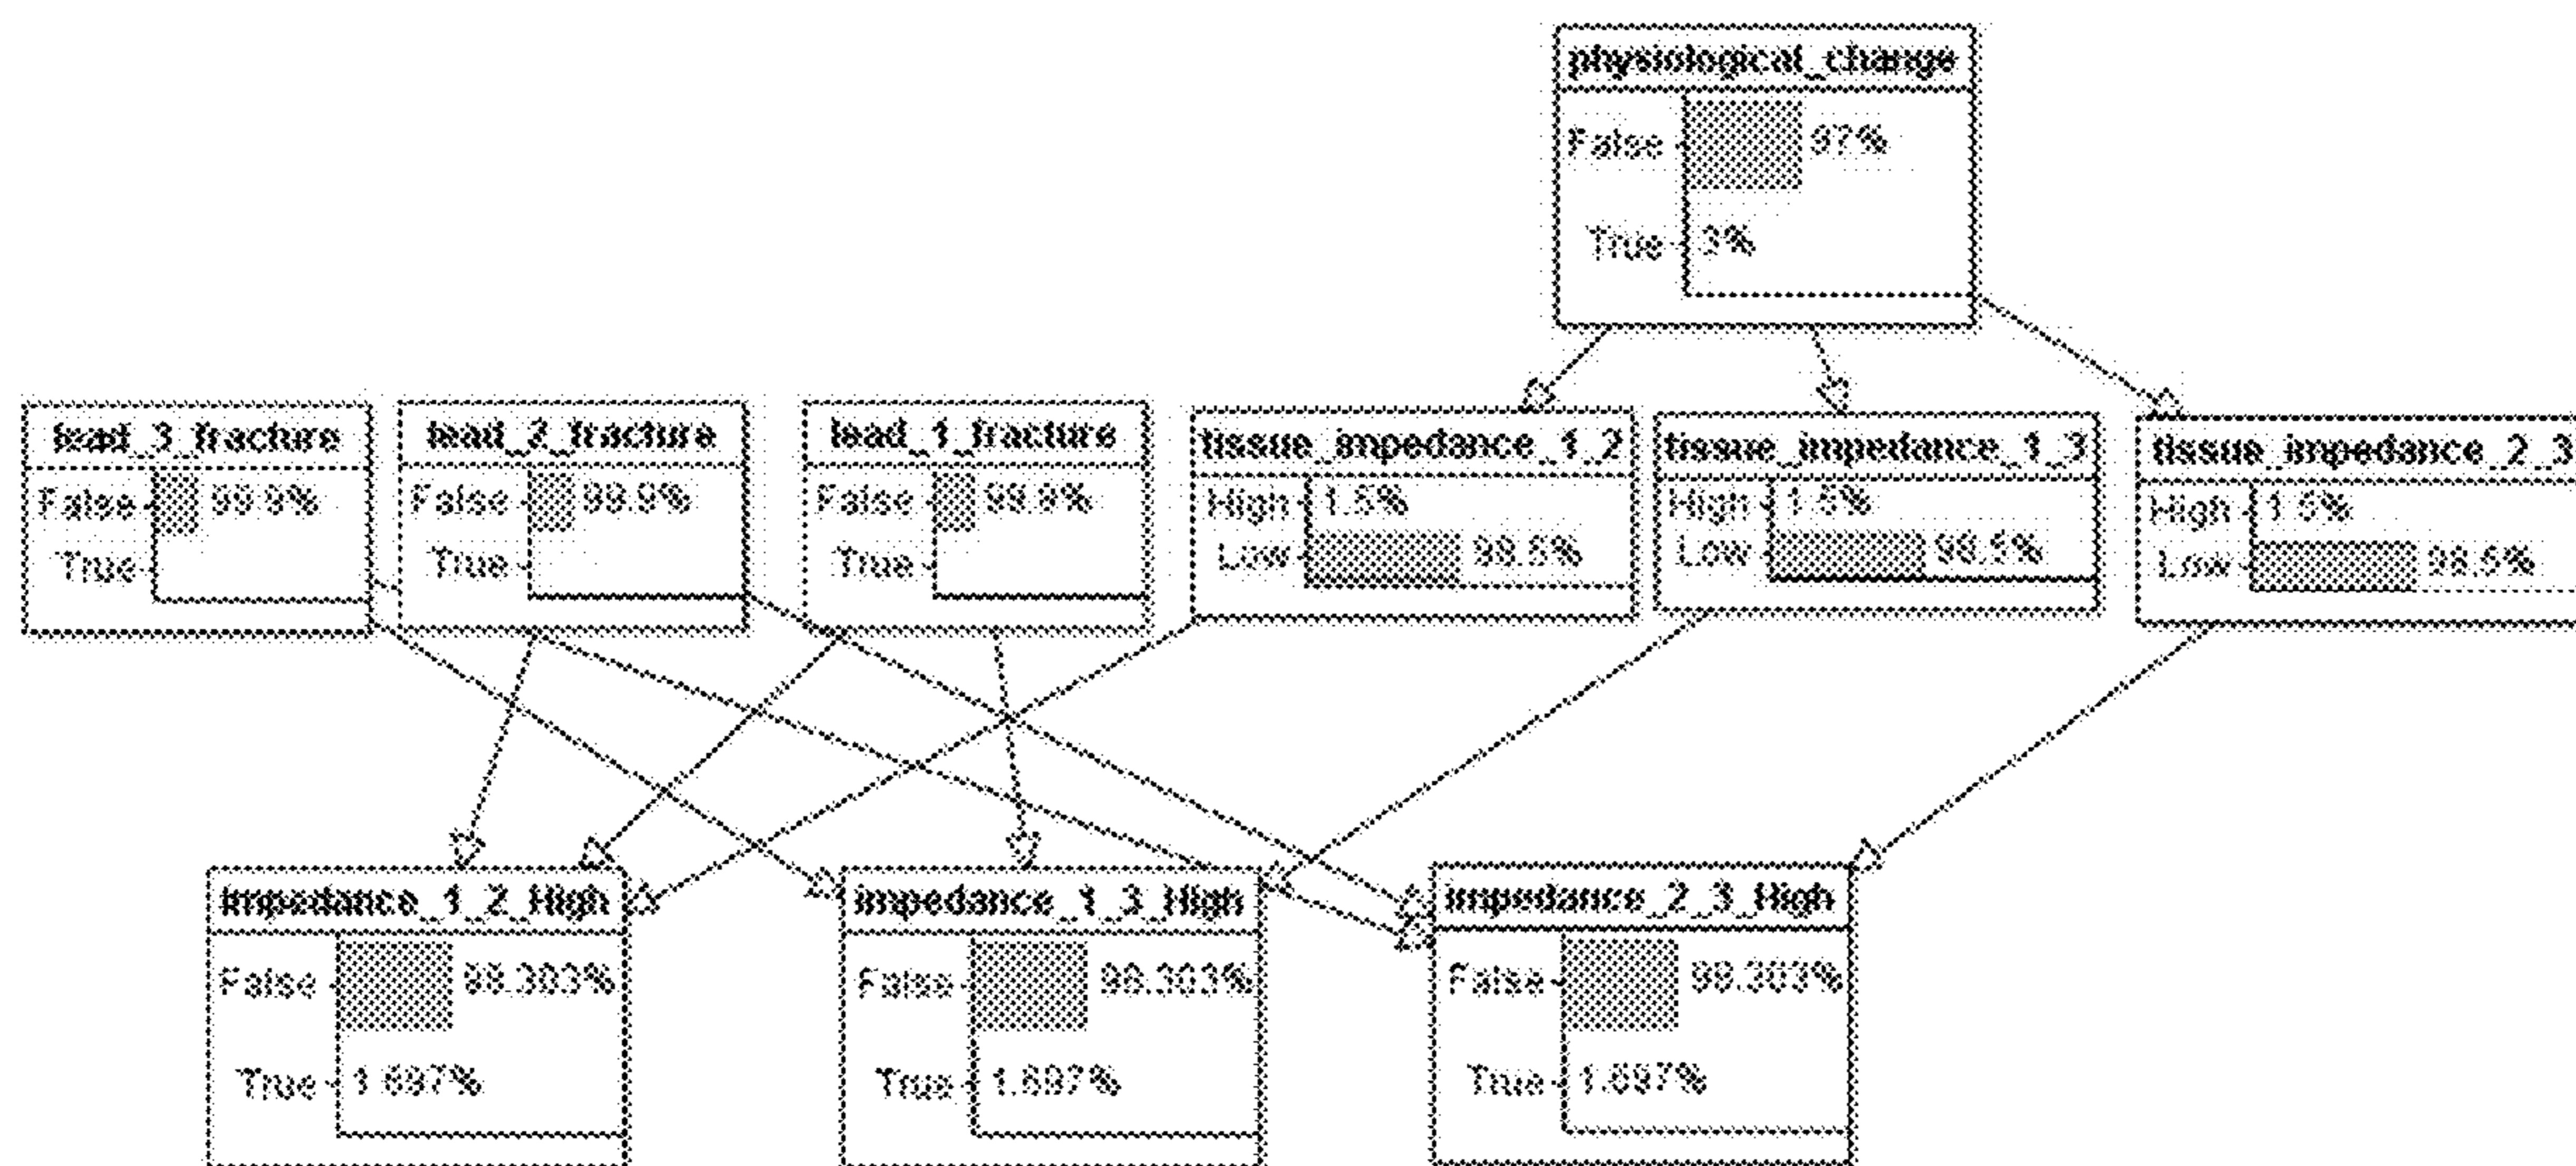 physiological_change
False 97%
True 3%
lead_3_fracture
False 99.9%
True
lead_2_fracture
False 99.9%
True
lead_1_fracture
False 99.9%
True
tissue_impedance_1_2
High 1.5%
Low 98.5%
tissue_impedance_1_3
High 1.5%
Low 98.5%
tissue_impedance_2_3
High 1.5%
Low 98.5%
impedance_1_2_High
False 98.303%
True 1.697%
impedance_1_3_High
False 98.303%
True 1.697%
impedance_2_3_High
False 98.303%
True 1.697%